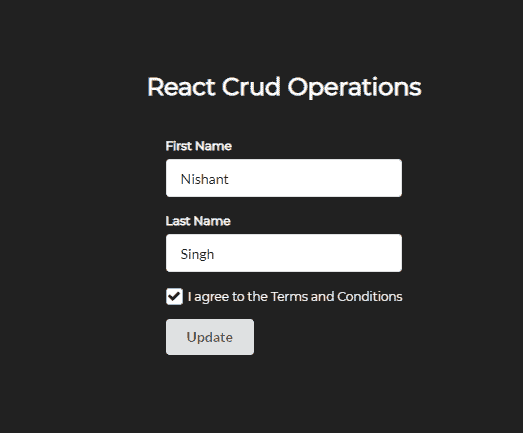 React Crud Operations
First Name
Nishant
Last Name
Singh
I agree to the Terms and Conditions
Update